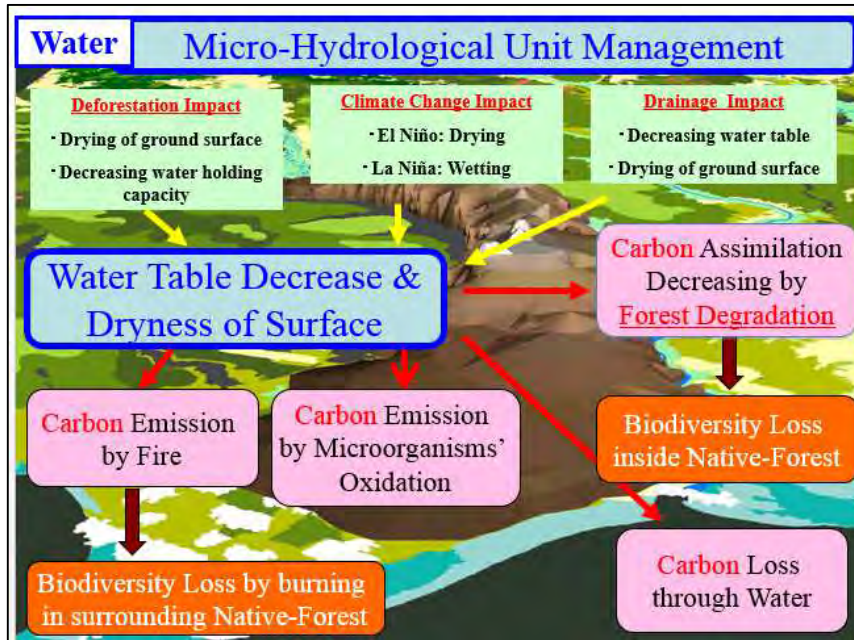 Water
Micro-Hydrological Unit Management
Deforestation Impact
· Drying of ground surface
· Decreasing water holding
capacity
Climate Change Impact
· El Niño: Drying
· La Niña: Wetting
Drainage Impact
· Decreasing water table
· Drying of ground surface
Water Table Decrease &
Dryness of Surface
Carbon Assimilation
Decreasing by
Forest Degradation
Carbon Emission
by Fire
Carbon Emission
by Microorganisms’
Oxidation
Biodiversity Loss
inside Native-Forest
Biodiversity Loss by burning
in surrounding Native-Forest
Carbon Loss
through Water